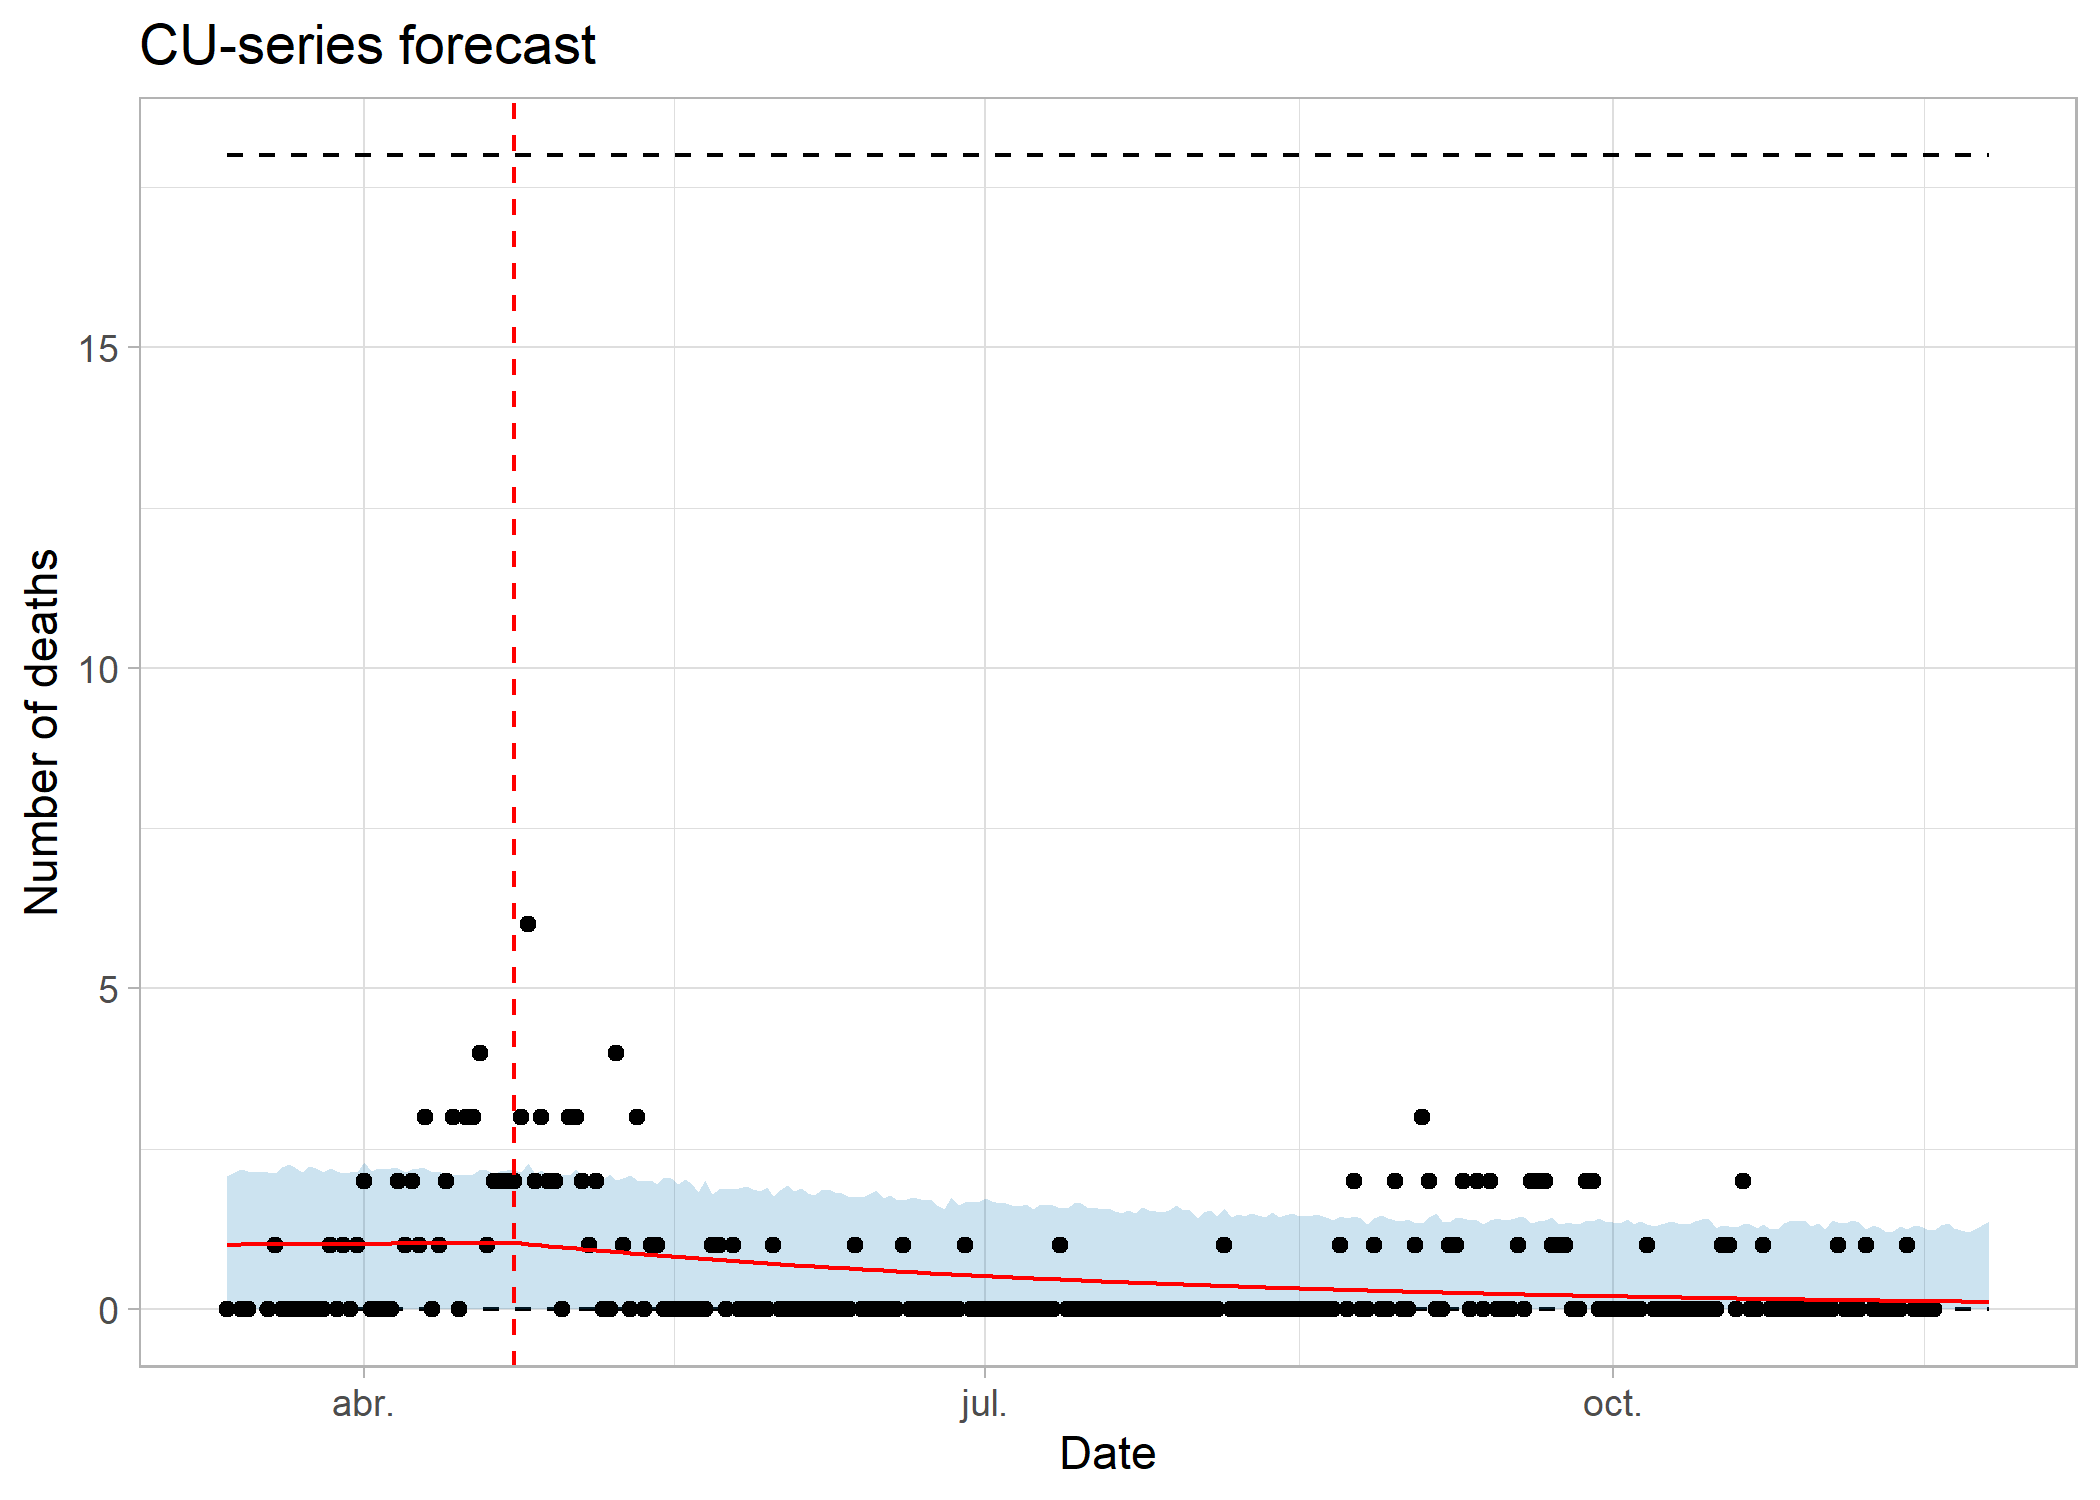 CU-series forecast
Number of deaths
15
10
5
0
abr.
jul.
oct.
Date